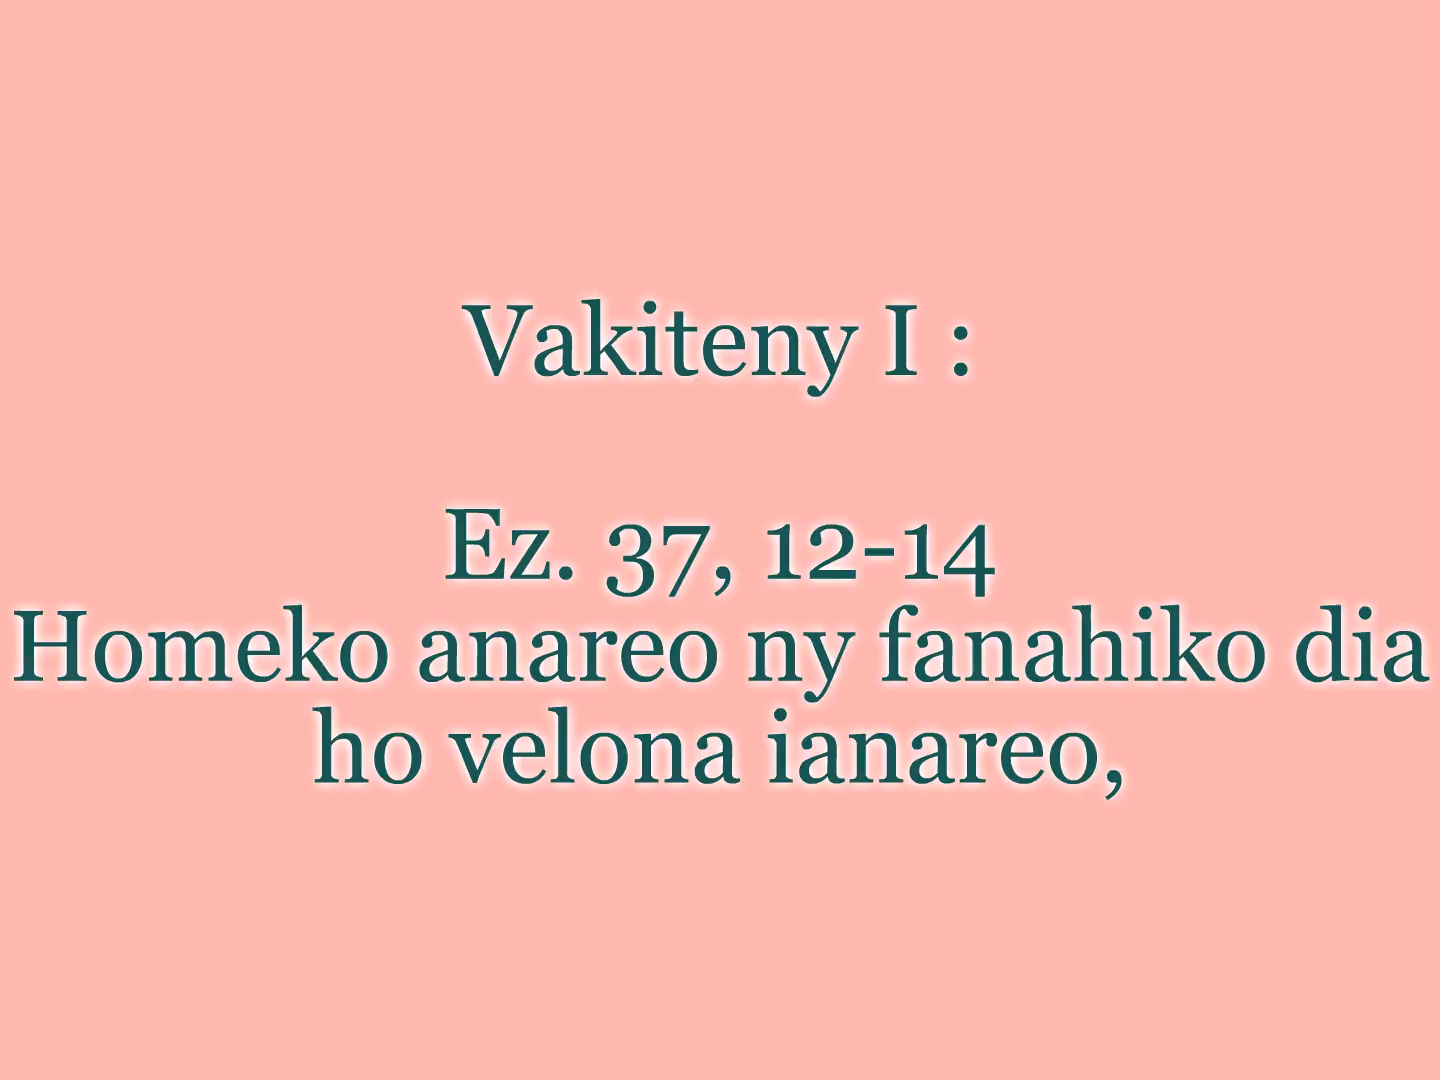 Vakiteny I :
Ez. 37, 12-14
Homeko anareo ny fanahiko dia
ho velona ianareo,